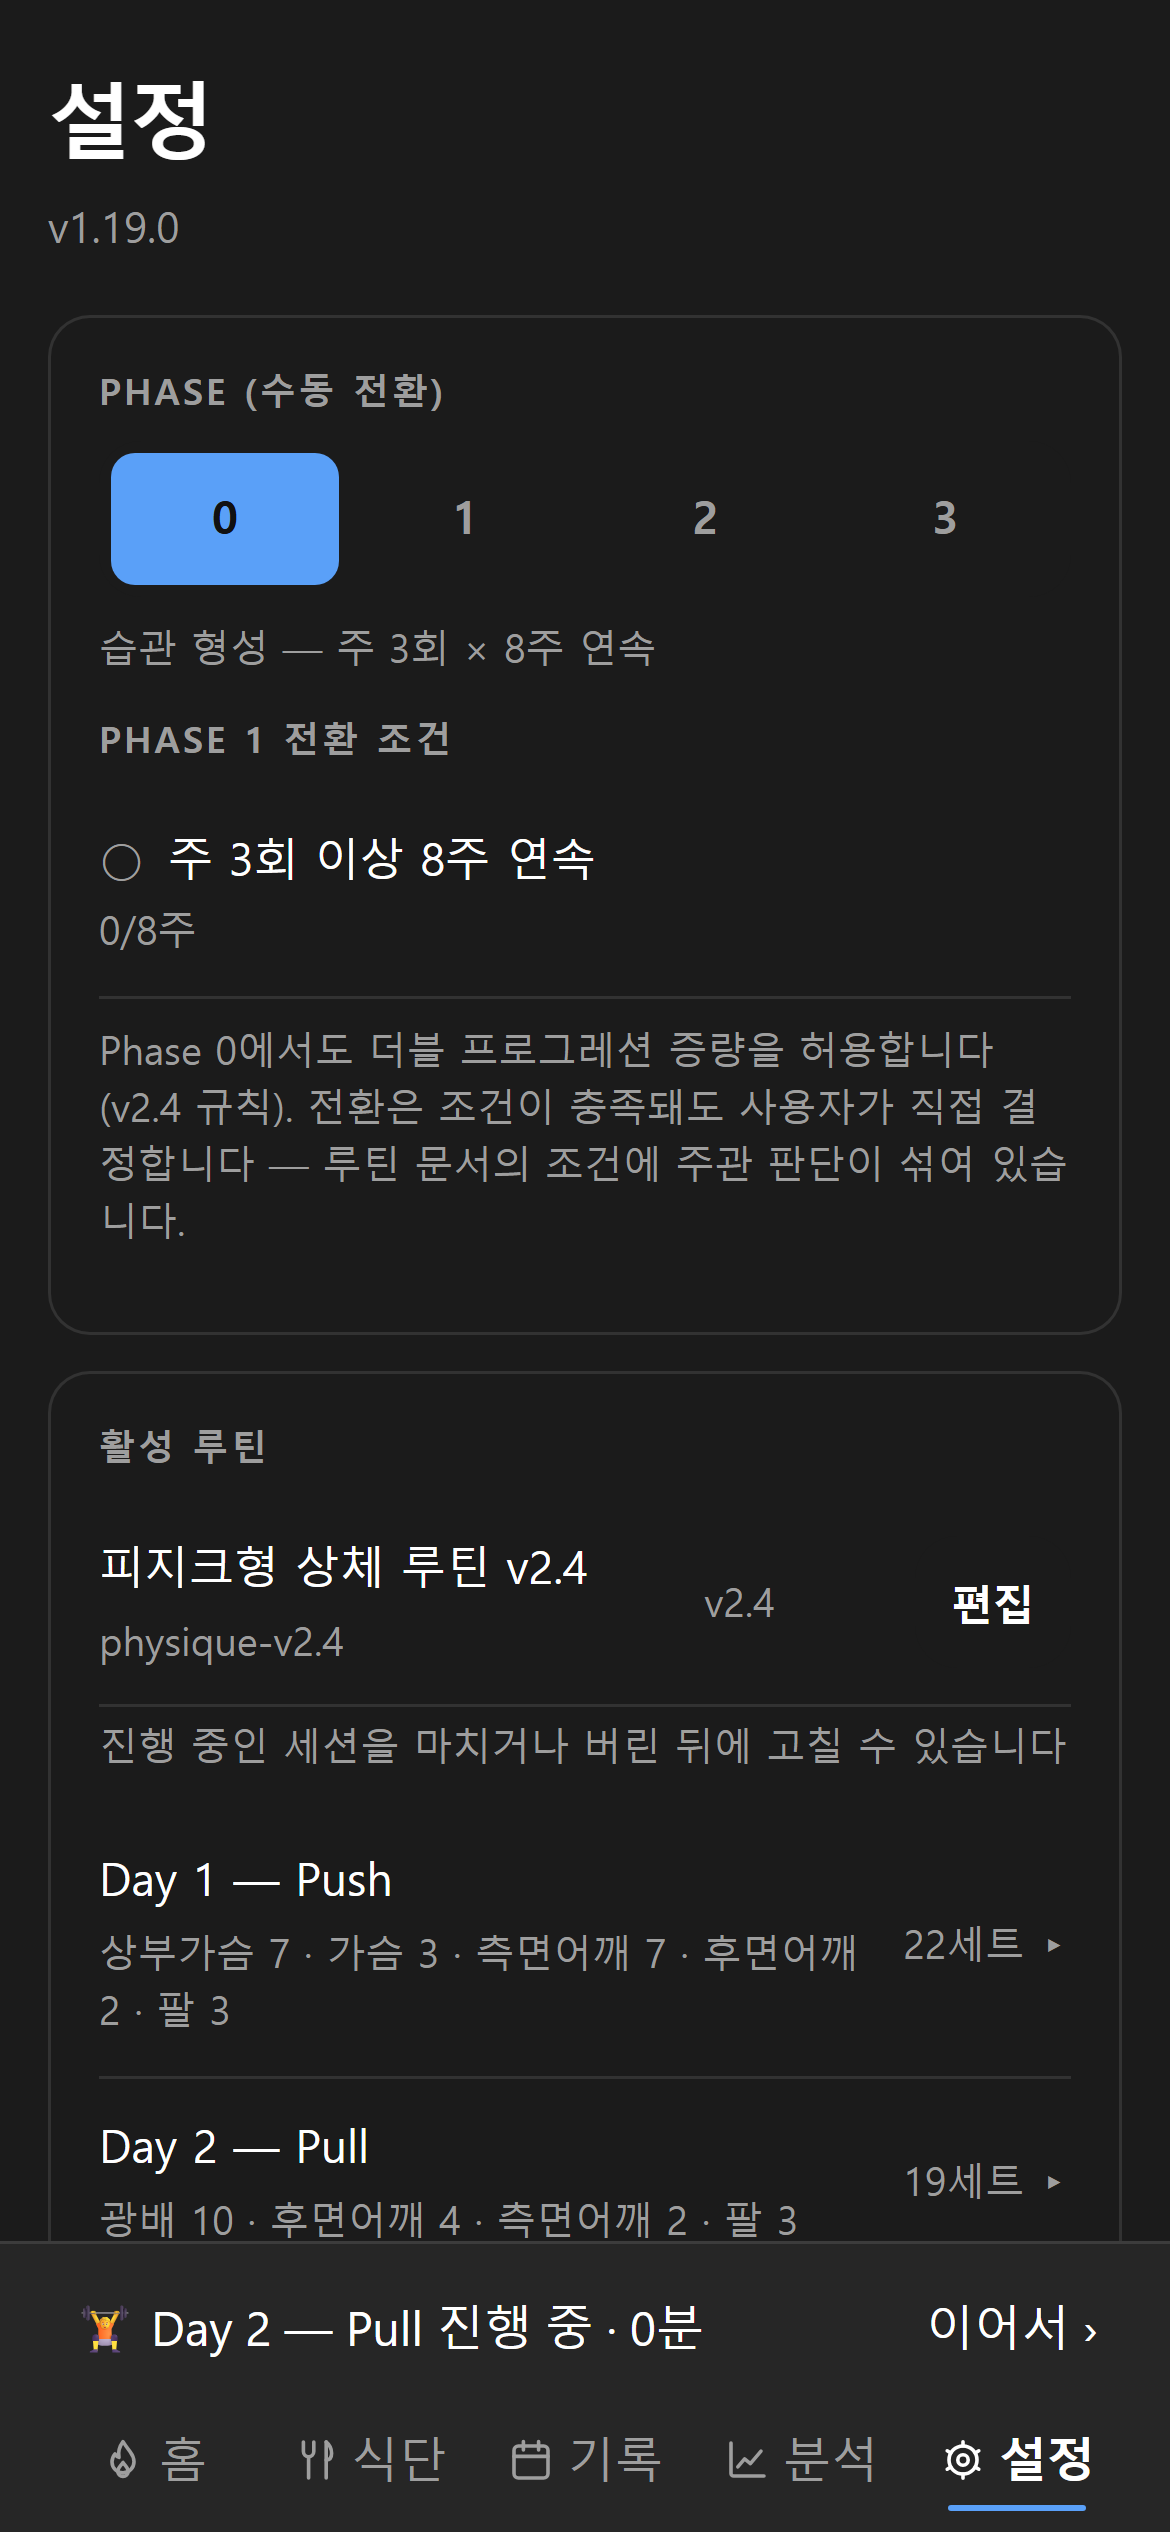 설정
v1.19.0
PHASE (수동 전환)
0 1 2 3
습관 형성 — 주 3회 × 8주 연속
PHASE 1 전환 조건
주 3회 이상 8주 연속
0/8주
Phase 0에서도 더블 프로그레션 증량을 허용합니다
(v2.4 규칙). 전환은 조건이 충족돼도 사용자가 직접 결
정합니다 — 루틴 문서의 조건에 주관 판단이 섞여 있습
니다.
활성 루틴
피지크형 상체 루틴 v2.4
physique-v2.4
v2.4
편집
진행 중인 세션을 마치거나 버린 뒤에 고칠 수 있습니다
Day 1 — Push
상부가슴 7 · 가슴 3 · 측면어깨 7 · 후면어깨
2 · 팔 3
22세트 ▸
Day 2 — Pull
광배 10 · 후면어깨 4 · 측면어깨 2 · 팔 3
19세트 ▸
Day 2 — Pull 진행 중 · 0분
이어서 ›
홈 식단 기록 분석 설정